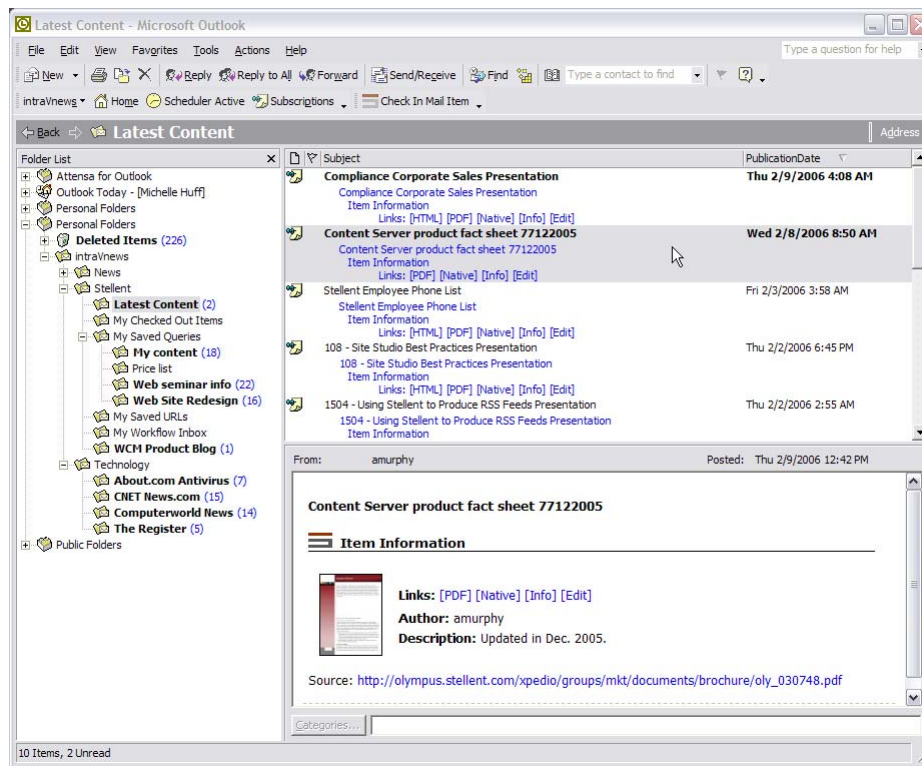 Latest Content - Microsoft Outlook
File Edit View Favorites Tools Actions Help Type a question for help
New Reply Reply to All Forward Send/Receive Find Type a contact to find
intraVnews Home Scheduler Active Subscriptions Check In Mail Item
Back Latest Content Address
Folder List
Attensa for Outlook
Outlook Today - [Michelle Huff]
Personal Folders
Personal Folders
Deleted Items (226)
intraVnews
News
Stellent
Latest Content (2)
My Checked Out Items
My Saved Queries
My content (18)
Price list
Web seminar info (22)
Web Site Redesign (16)
My Saved URLs
My Workflow Inbox
WCM Product Blog (1)
Technology
About.com Antivirus (7)
CNET News.com (15)
Computerworld News (14)
The Register (5)
Public Folders
Subject PublicationDate
Compliance Corporate Sales Presentation Thu 2/9/2006 4:08 AM
Compliance Corporate Sales Presentation
Item Information
Links: [HTML] [PDF] [Native] [Info] [Edit]
Content Server product fact sheet 77122005 Wed 2/8/2006 8:50 AM
Content Server product fact sheet 77122005
Item Information
Links: [PDF] [Native] [Info] [Edit]
Stellent Employee Phone List Fri 2/3/2006 3:58 AM
Stellent Employee Phone List
Item Information
Links: [HTML] [PDF] [Native] [Info] [Edit]
108 - Site Studio Best Practices Presentation Thu 2/2/2006 6:45 PM
108 - Site Studio Best Practices Presentation
Item Information
Links: [HTML] [PDF] [Native] [Info] [Edit]
1504 - Using Stellent to Produce RSS Feeds Presentation Thu 2/2/2006 2:55 AM
1504 - Using Stellent to Produce RSS Feeds Presentation
Item Information
From: amurphy Posted: Thu 2/9/2006 12:42 PM
Content Server product fact sheet 77122005
Item Information
Links: [PDF] [Native] [Info] [Edit]
Author: amurphy
Description: Updated in Dec. 2005.
Source: http://olympus.stellent.com/xpedio/groups/mkt/documents/brochure/oly_030748.pdf
Categories...
10 Items, 2 Unread